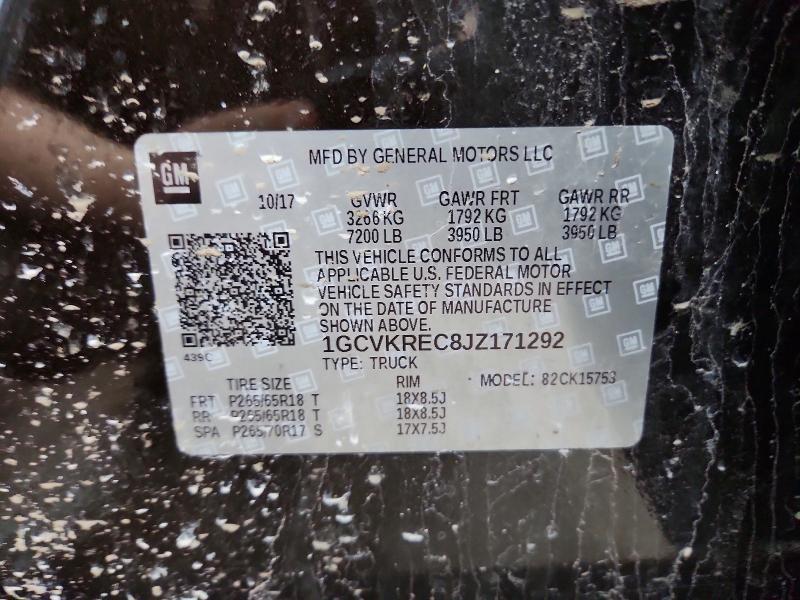 MFD BY GENERAL MOTORS LLC
GM
10/17 GVWR GAWR FRT GAWR RR
3266 KG 1792 KG 1792 KG
7200 LB 3950 LB 3950 LB
THIS VEHICLE CONFORMS TO ALL
APPLICABLE U.S. FEDERAL MOTOR
VEHICLE SAFETY STANDARDS IN EFFECT
ON THE DATE OF MANUFACTURE
SHOWN ABOVE.
1GCVKREC8JZ171292
439C
TYPE: TRUCK
TIRE SIZE RIM MODEL: 82CK15753
FRT P265/65R18 T 18X8.5J
RR P265/65R18 T 18X8.5J
SPA P265/70R17 S 17X7.5J